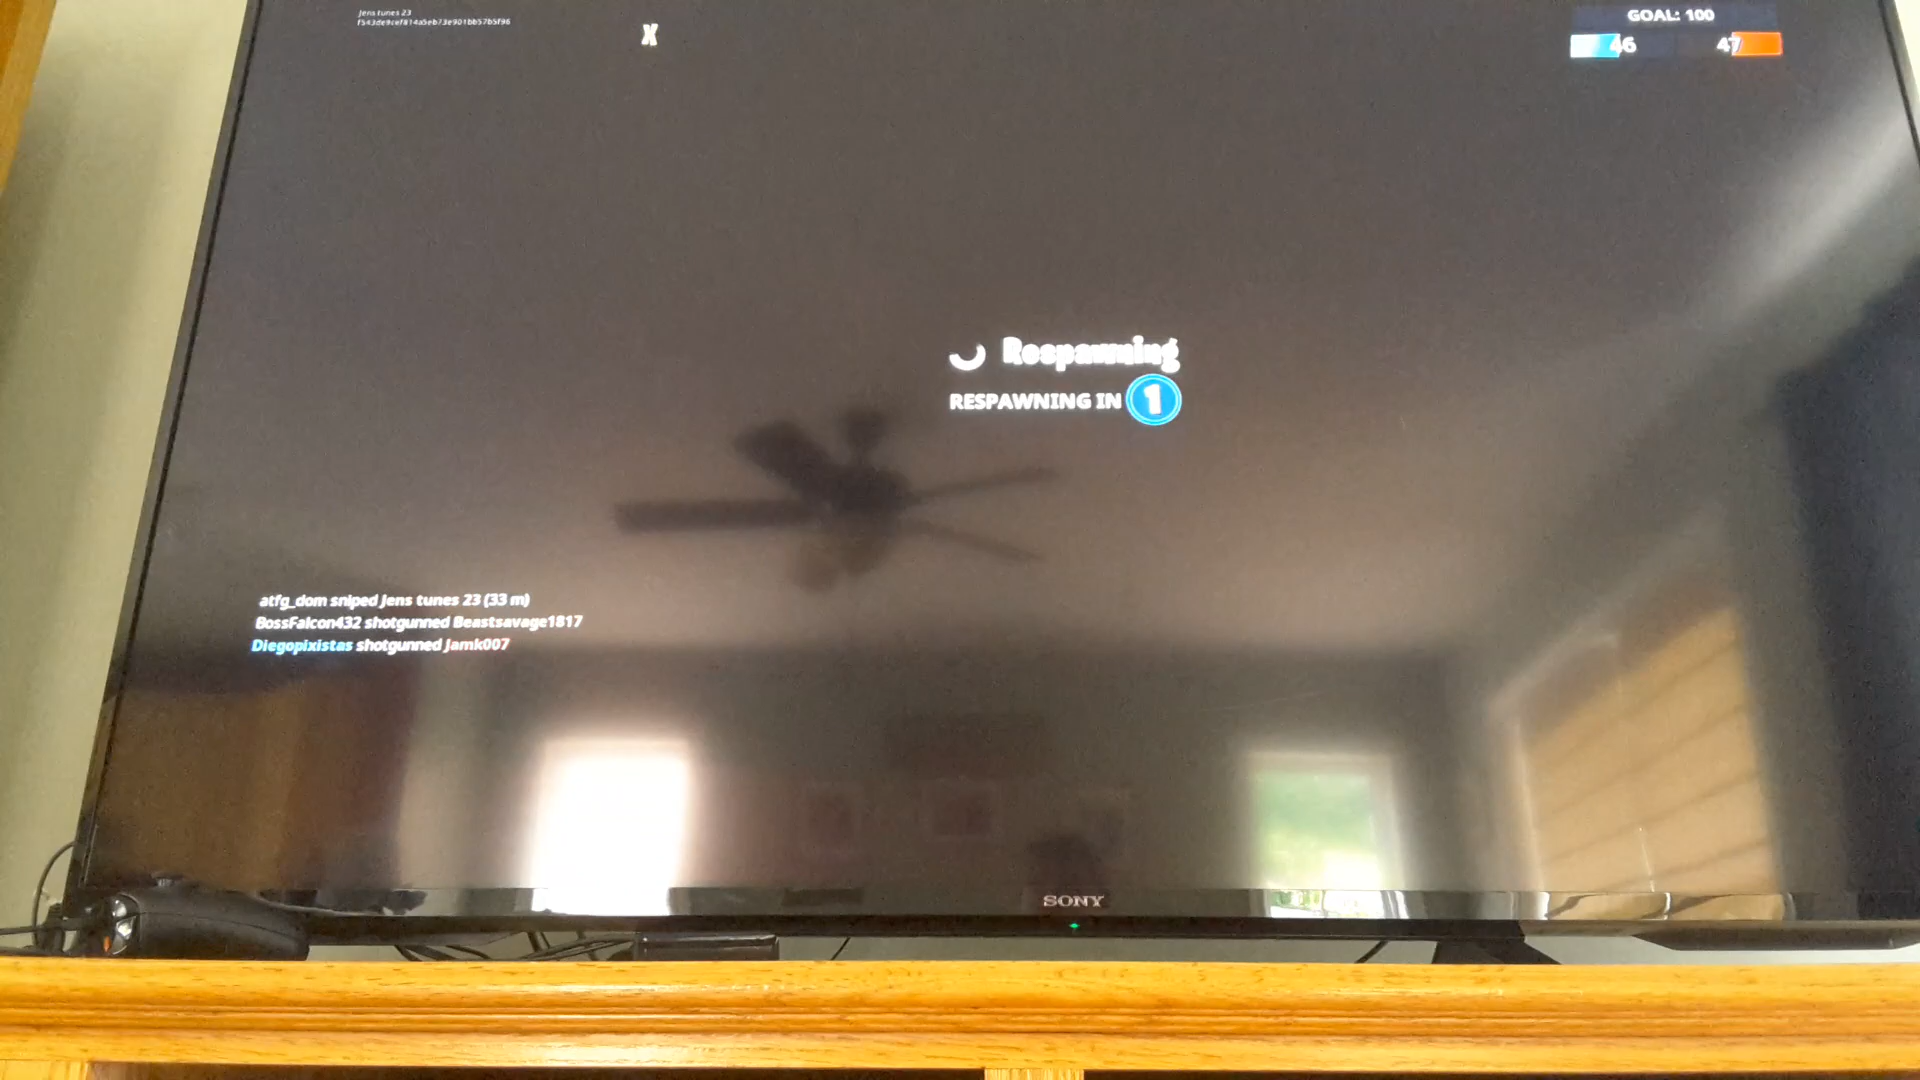 Jens tunes 23
X
GOAL: 100
46
47
Respawning
RESPAWNING IN 1
atfg_dom sniped Jens tunes 23 (33 m)
BossFalcon432 shotgunned Beastsavage1817
Diegopixistas shotgunned Jamk007
SONY